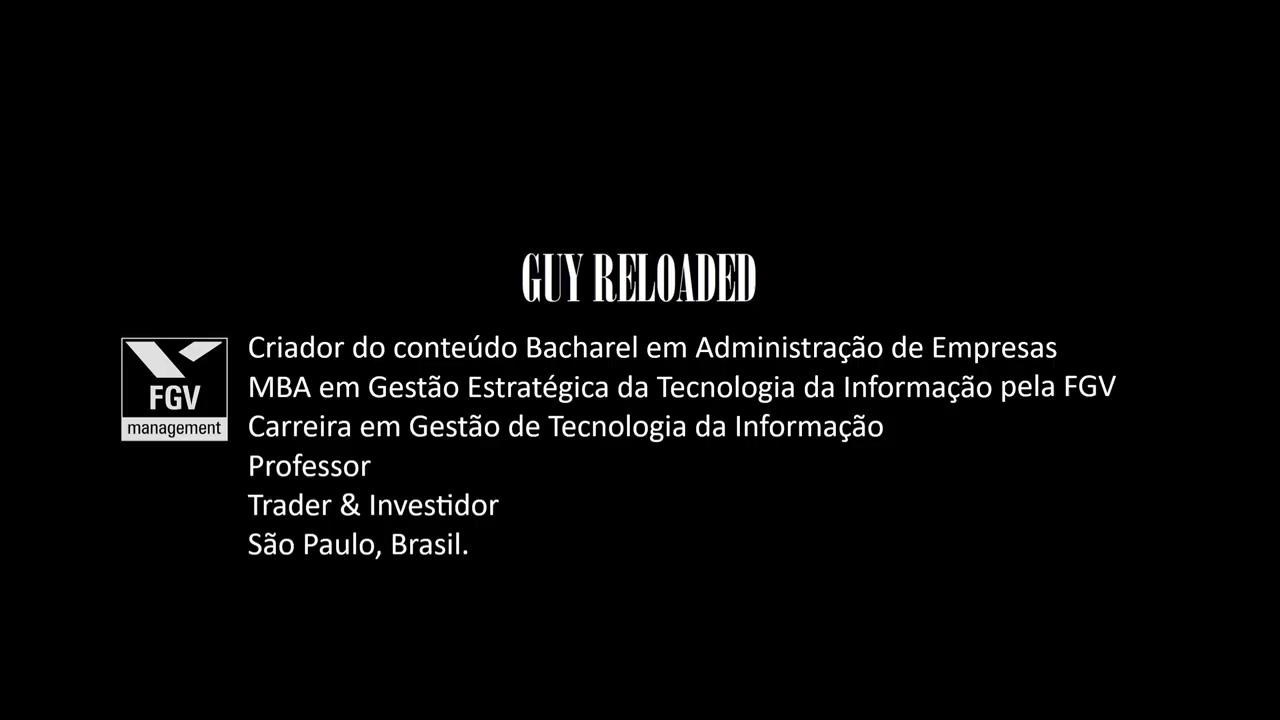 GUY RELOADED
Criador do conteúdo Bacharel em Administração de Empresas
MBA em Gestão Estratégica da Tecnologia da Informação pela FGV
Carreira em Gestão de Tecnologia da Informação
Professor
Trader & Investidor
São Paulo, Brasil.
FGV
management